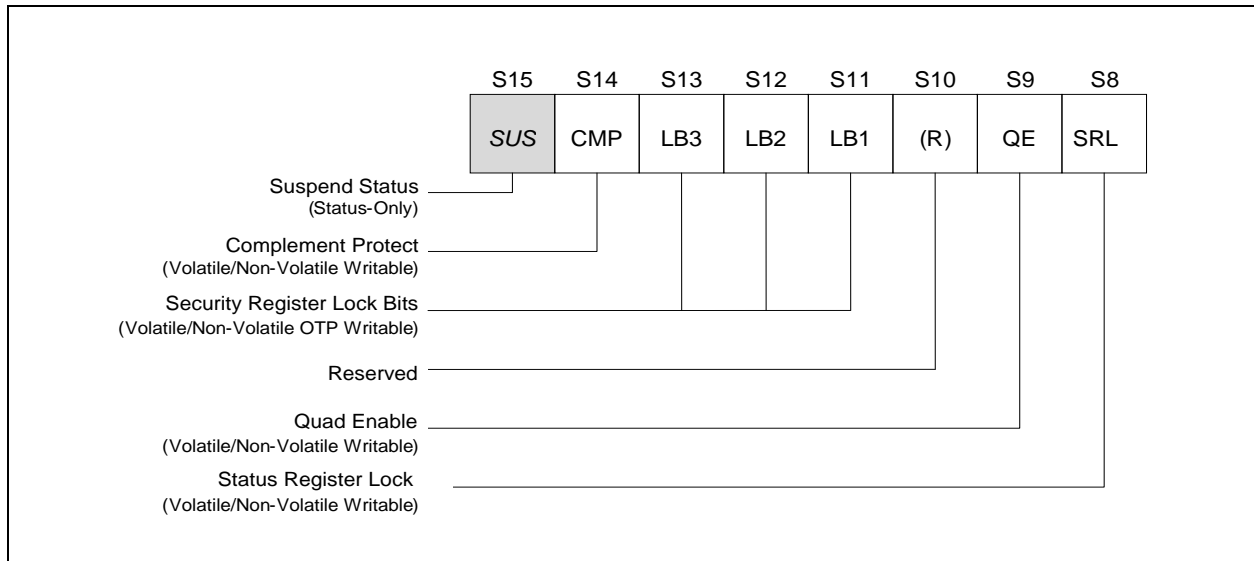 S15 S14 S13 S12 S11 S10 S9 S8
SUS CMP LB3 LB2 LB1 (R) QE SRL
Suspend Status
(Status-Only)
Complement Protect
(Volatile/Non-Volatile Writable)
Security Register Lock Bits
(Volatile/Non-Volatile OTP Writable)
Reserved
Quad Enable
(Volatile/Non-Volatile Writable)
Status Register Lock
(Volatile/Non-Volatile Writable)